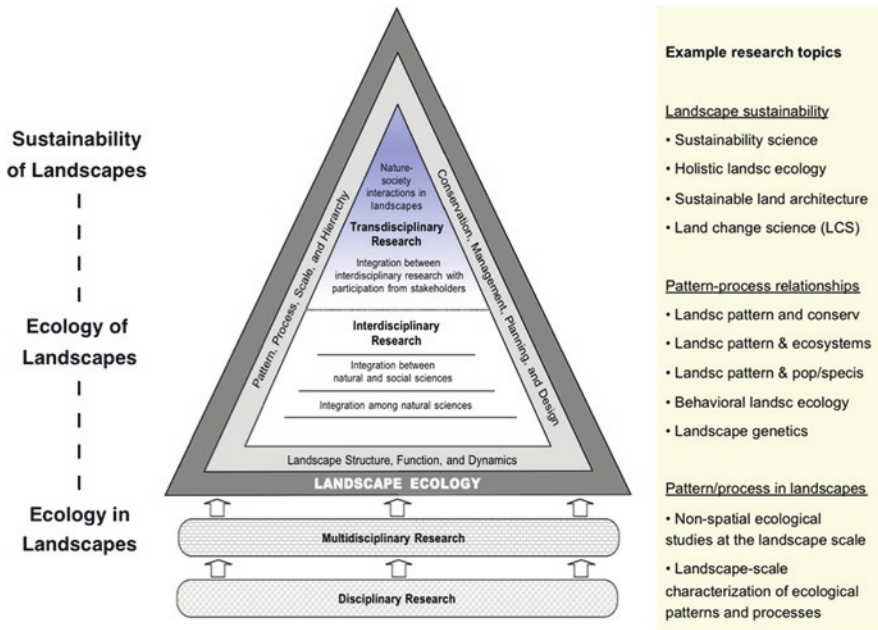 Sustainability
of Landscapes
Ecology of
Landscapes
Ecology in
Landscapes
Pattern, Process, Scale, and Hierarchy
Conservation, Management, Planning, and Design
Nature-
society
interactions in
landscapes
Transdisciplinary
Research
Integration between
interdisciplinary research with
participation from stakeholders
Interdisciplinary
Research
Integration between
natural and social sciences
Integration among natural sciences
Landscape Structure, Function, and Dynamics
LANDSCAPE ECOLOGY
Multidisciplinary Research
Disciplinary Research
Example research topics
Landscape sustainability
• Sustainability science
• Holistic landsc ecology
• Sustainable land architecture
• Land change science (LCS)
Pattern-process relationships
• Landsc pattern and conserv
• Landsc pattern & ecosystems
• Landsc pattern & pop/specis
• Behavioral landsc ecology
• Landscape genetics
Pattern/process in landscapes
• Non-spatial ecological
studies at the landscape scale
• Landscape-scale
characterization of ecological
patterns and processes